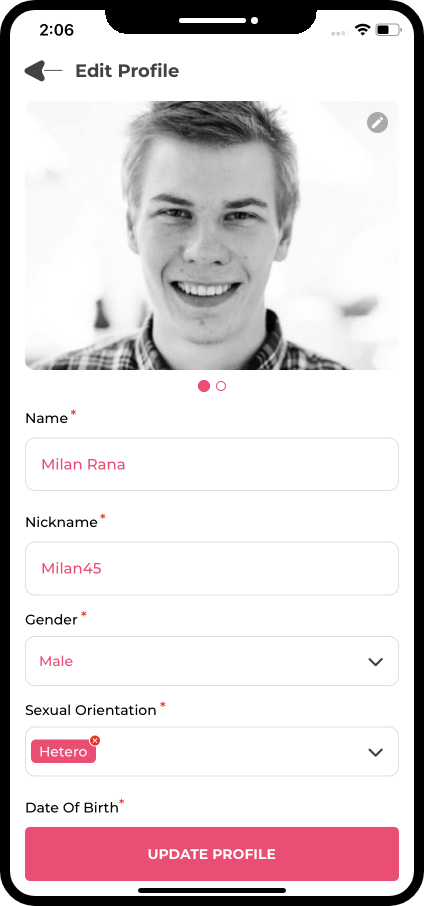 2:06
Edit Profile
Name*
Milan Rana
Nickname*
Milan45
Gender*
Male
Sexual Orientation*
Hetero
Date Of Birth*
UPDATE PROFILE